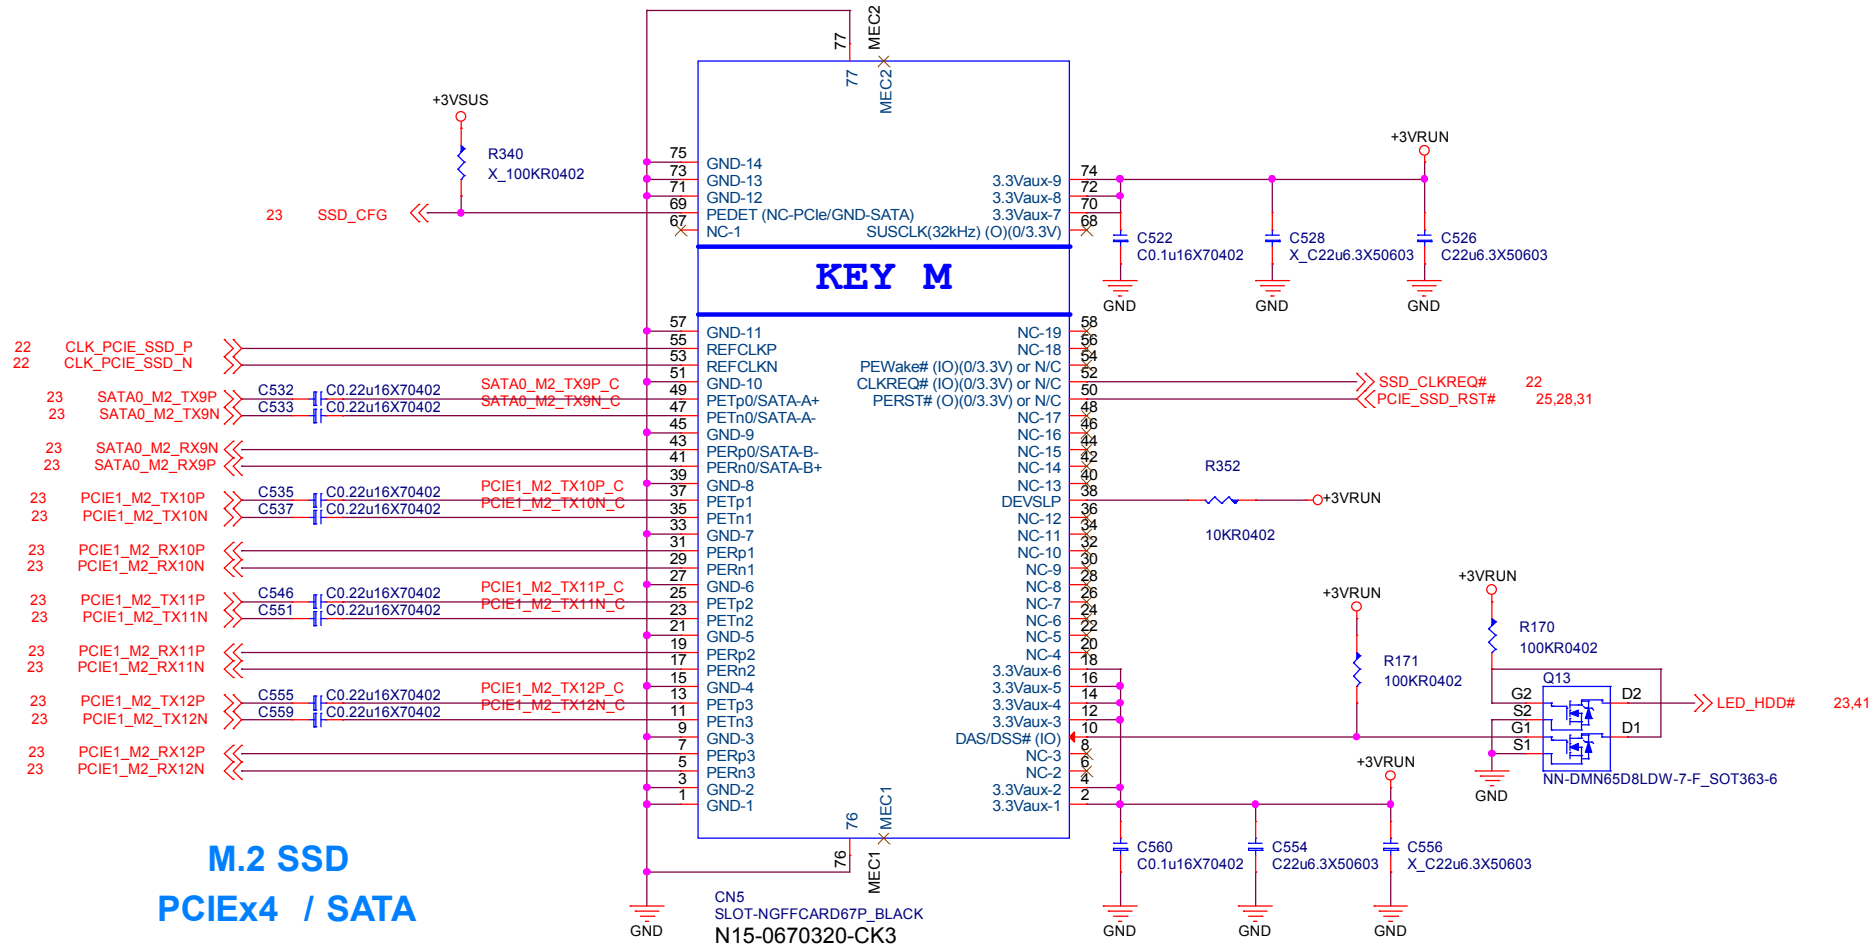 77
MEC2
77
MEC2
+3VSUS
R340
X_100KR0402
23 SSD_CFG
+3VRUN
75 GND-14
73 GND-13
71 GND-12
69 PEDET (NC-PCIe/GND-SATA)
67 NC-1
3.3Vaux-9 74
3.3Vaux-8 72
3.3Vaux-7 70
SUSCLK(32kHz) (O)(0/3.3V) 68
C522
C0.1u16X70402
C528
X_C22u6.3X50603
C526
C22u6.3X50603
GND
GND
GND
KEY M
57 GND-11
22 CLK_PCIE_SSD_P 55 REFCLKP
22 CLK_PCIE_SSD_N 53 REFCLKN
51 GND-10
23 SATA0_M2_TX9P C532 C0.22u16X70402 SATA0_M2_TX9P_C 49 PETp0/SATA-A+
23 SATA0_M2_TX9N C533 C0.22u16X70402 SATA0_M2_TX9N_C 47 PETn0/SATA-A-
45 GND-9
23 SATA0_M2_RX9N 43 PERp0/SATA-B-
23 SATA0_M2_RX9P 41 PERn0/SATA-B+
39 GND-8
23 PCIE1_M2_TX10P C535 C0.22u16X70402 PCIE1_M2_TX10P_C 37 PETp1
23 PCIE1_M2_TX10N C537 C0.22u16X70402 PCIE1_M2_TX10N_C 35 PETn1
33 GND-7
23 PCIE1_M2_RX10P 31 PERp1
23 PCIE1_M2_RX10N 29 PERn1
27 GND-6
23 PCIE1_M2_TX11P C546 C0.22u16X70402 PCIE1_M2_TX11P_C 25 PETp2
23 PCIE1_M2_TX11N C551 C0.22u16X70402 PCIE1_M2_TX11N_C 23 PETn2
21 GND-5
23 PCIE1_M2_RX11P 19 PERp2
23 PCIE1_M2_RX11N 17 PERn2
15 GND-4
23 PCIE1_M2_TX12P C555 C0.22u16X70402 PCIE1_M2_TX12P_C 13 PETp3
23 PCIE1_M2_TX12N C559 C0.22u16X70402 PCIE1_M2_TX12N_C 11 PETn3
9 GND-3
23 PCIE1_M2_RX12P 7 PERp3
23 PCIE1_M2_RX12N 5 PERn3
3 GND-2
1 GND-1
NC-19 58
NC-18 56
PEWake# (IO)(0/3.3V) or N/C 54
CLKREQ# (IO)(0/3.3V) or N/C 52 SSD_CLKREQ# 22
PERST# (O)(0/3.3V) or N/C 50 PCIE_SSD_RST# 25,28,31
NC-17 48
NC-16 46
NC-15 44
NC-14 42
NC-13 40
DEVSLP 38
NC-12 36
NC-11 34
NC-10 32
NC-9 30
NC-8 28
NC-7 26
NC-6 24
NC-5 22
NC-4 20
3.3Vaux-6 18
3.3Vaux-5 16
3.3Vaux-4 14
3.3Vaux-3 12
DAS/DSS# (IO) 10
NC-3 8
NC-2 6
3.3Vaux-2 4
3.3Vaux-1 2
R352
+3VRUN
10KR0402
+3VRUN
R171
100KR0402
+3VRUN
R170
100KR0402
Q13
G2 D2
S2
G1 D1
S1
LED_HDD# 23,41
NN-DMN65D8LDW-7-F_SOT363-6
GND
+3VRUN
C560
C0.1u16X70402
C554
C22u6.3X50603
C556
X_C22u6.3X50603
GND
GND
GND
76
MEC1
76
MEC1
GND
CN5
SLOT-NGFFCARD67P_BLACK
N15-0670320-CK3
M.2 SSD
PCIEx4 / SATA